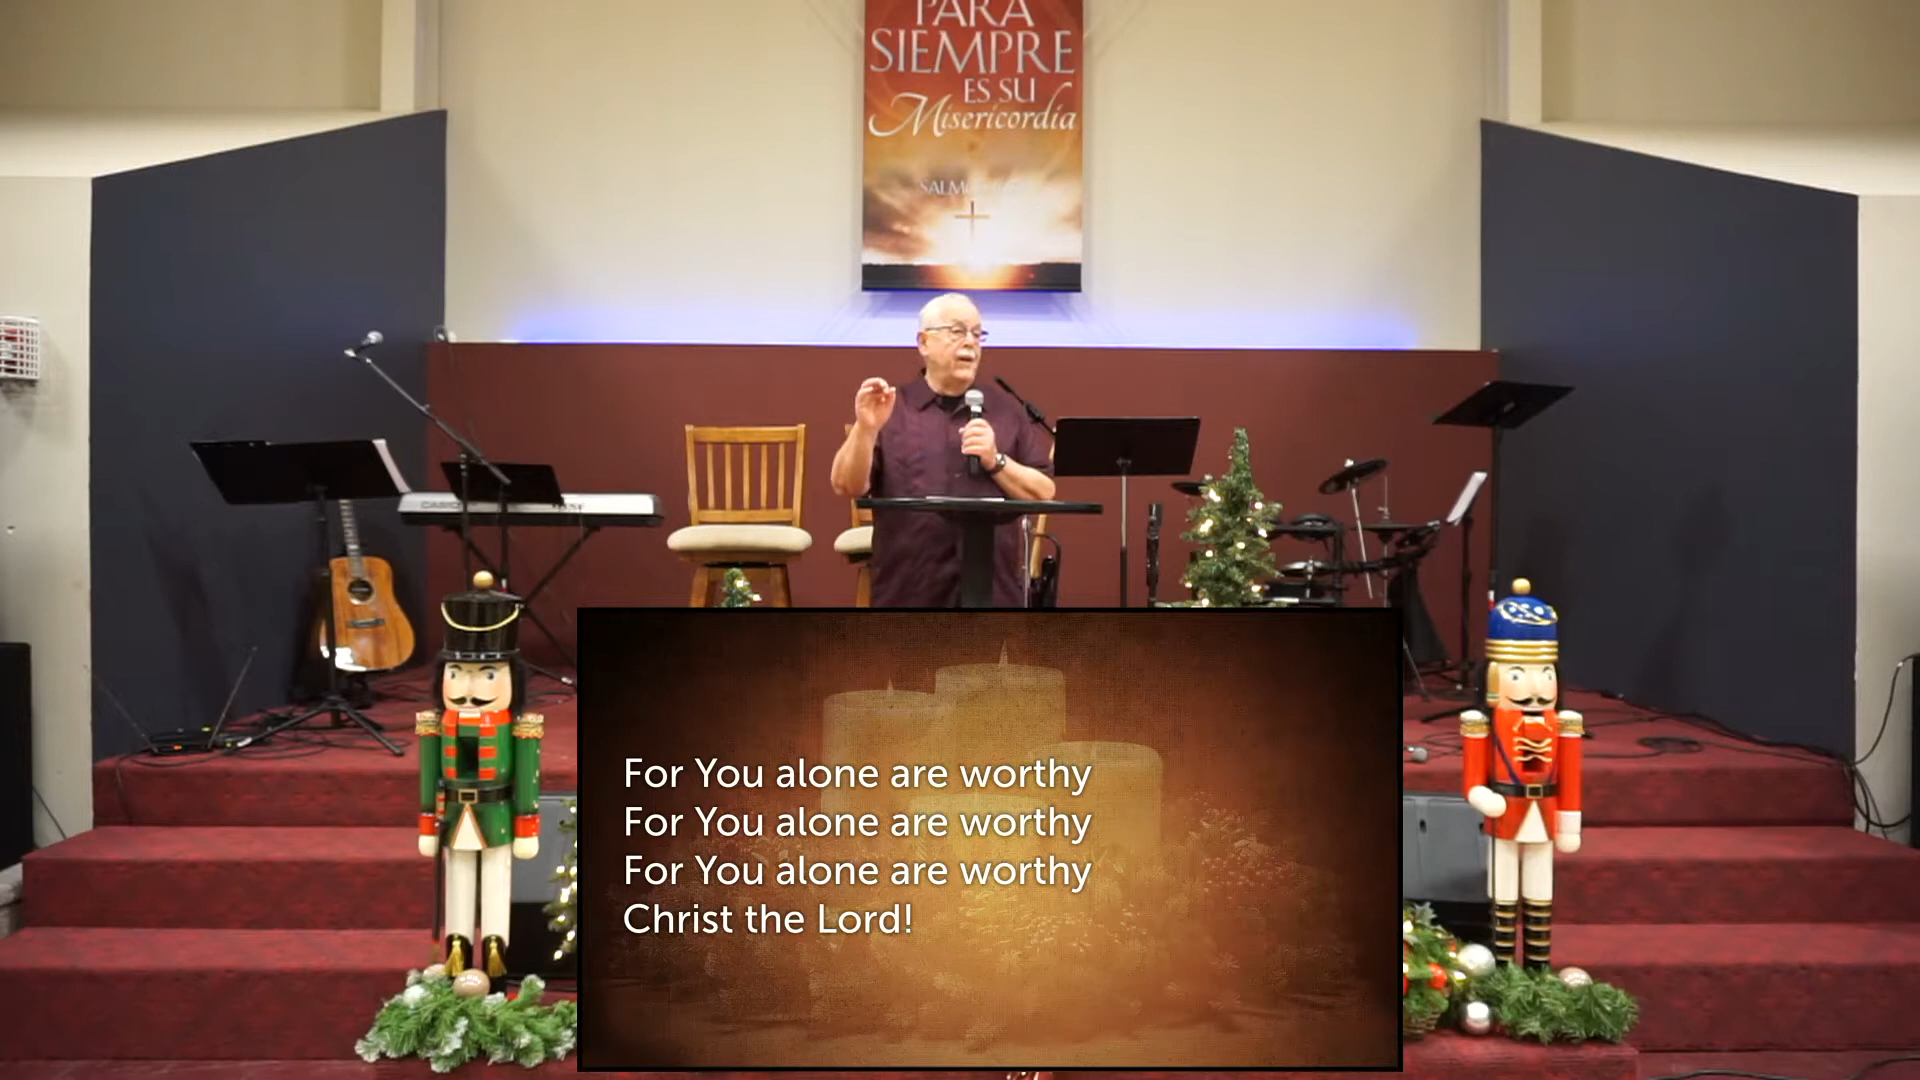 PARA
SIEMPRE
ES SU
Misericordia
CASIO
For You alone are worthy
For You alone are worthy
For You alone are worthy
Christ the Lord!